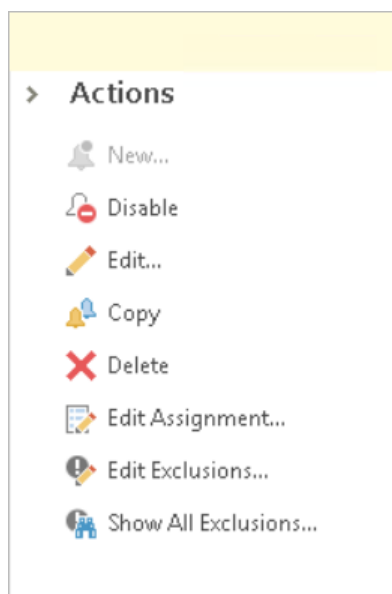 Actions
New...
Disable
Edit...
Copy
Delete
Edit Assignment...
Edit Exclusions...
Show All Exclusions...